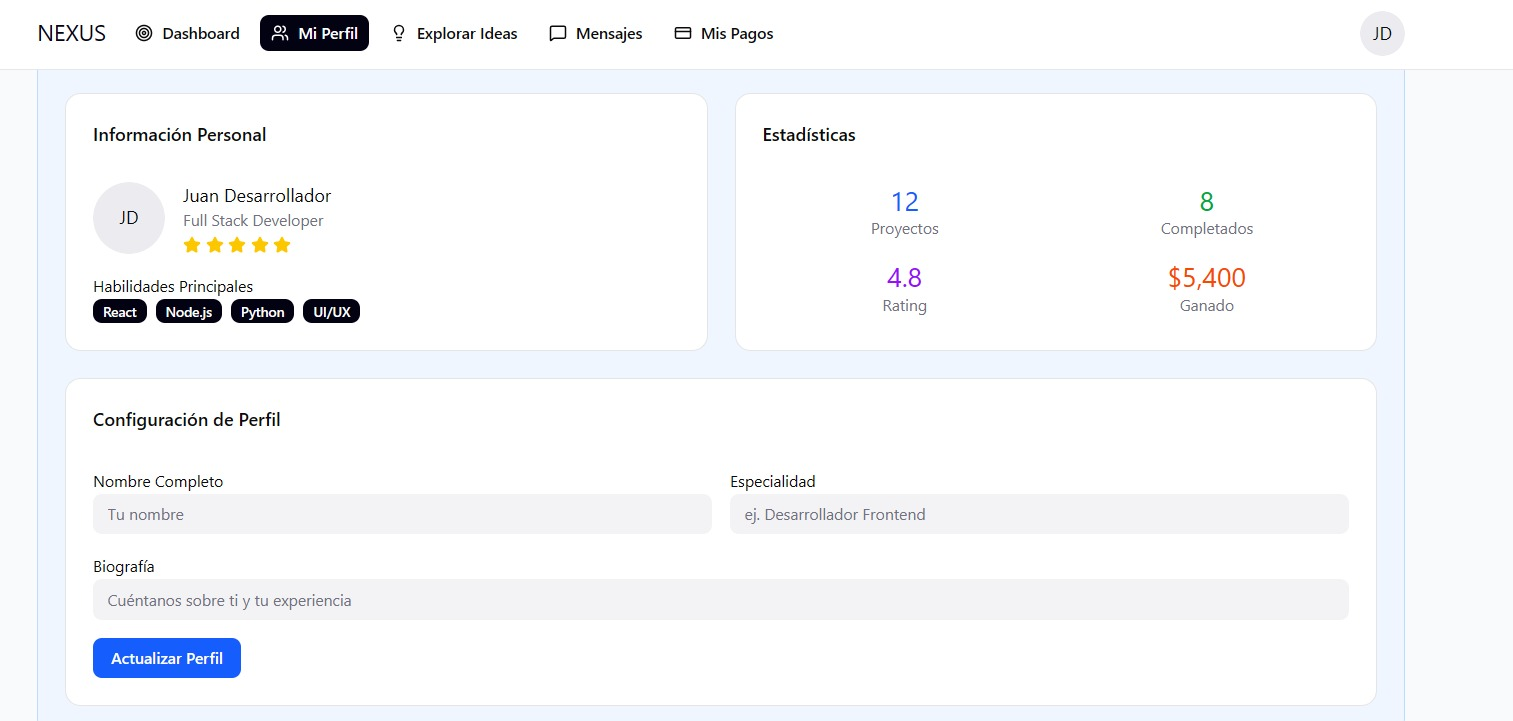 NEXUS Dashboard Mi Perfil Explorar Ideas Mensajes Mis Pagos JD
Información Personal
JD
Juan Desarrollador
Full Stack Developer
Habilidades Principales
React Node.js Python UI/UX
Estadísticas
12 8
Proyectos Completados
4.8 $5,400
Rating Ganado
Configuración de Perfil
Nombre Completo Especialidad
Tu nombre ej. Desarrollador Frontend
Biografía
Cuéntanos sobre ti y tu experiencia
Actualizar Perfil